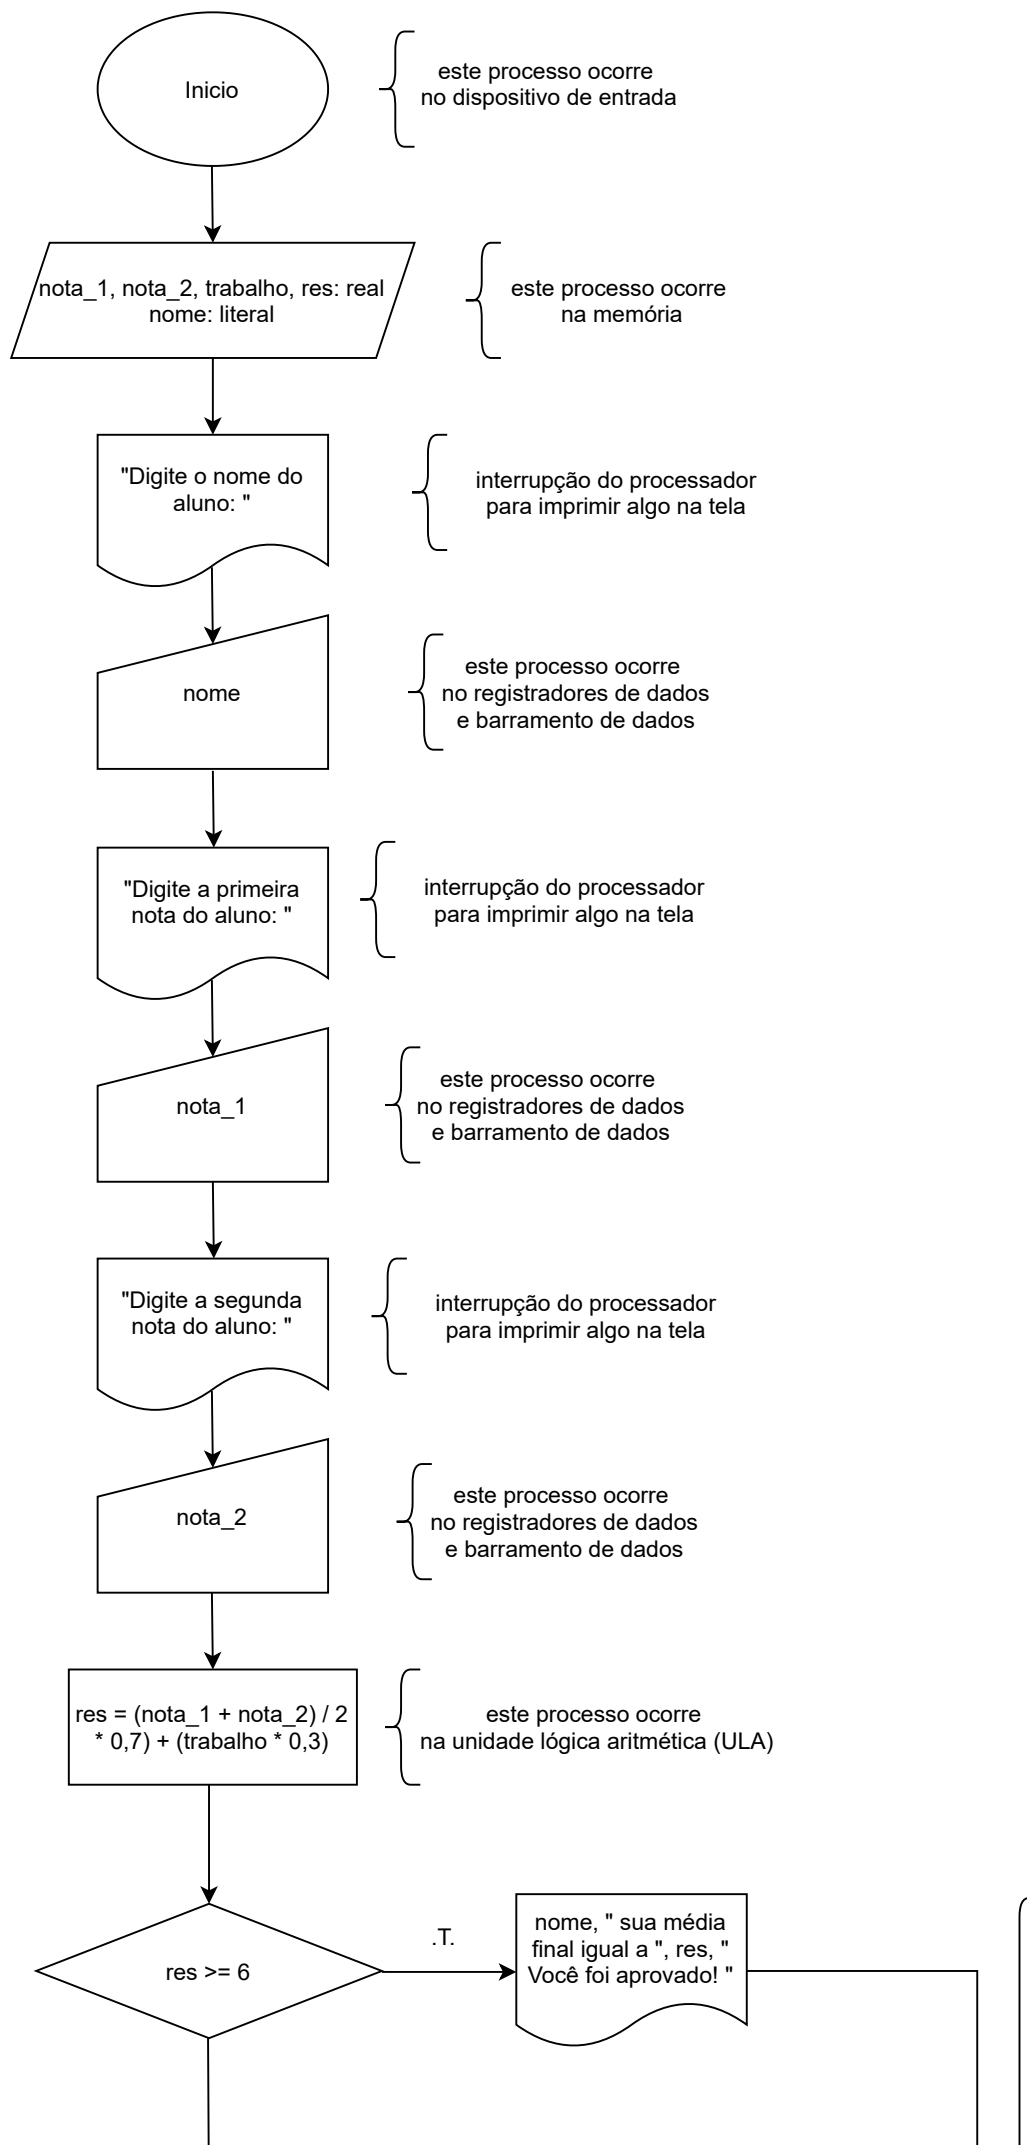 Inicio
este processo ocorre
no dispositivo de entrada
nota_1, nota_2, trabalho, res: real
nome: literal
este processo ocorre
na memória
"Digite o nome do
aluno: "
interrupção do processador
para imprimir algo na tela
nome
este processo ocorre
no registradores de dados
e barramento de dados
"Digite a primeira
nota do aluno: "
interrupção do processador
para imprimir algo na tela
nota_1
este processo ocorre
no registradores de dados
e barramento de dados
"Digite a segunda
nota do aluno: "
interrupção do processador
para imprimir algo na tela
nota_2
este processo ocorre
no registradores de dados
e barramento de dados
res = (nota_1 + nota_2) / 2
* 0,7) + (trabalho * 0,3)
este processo ocorre
na unidade lógica aritmética (ULA)
res >= 6
.T.
nome, " sua média
final igual a ", res, "
Você foi aprovado! "